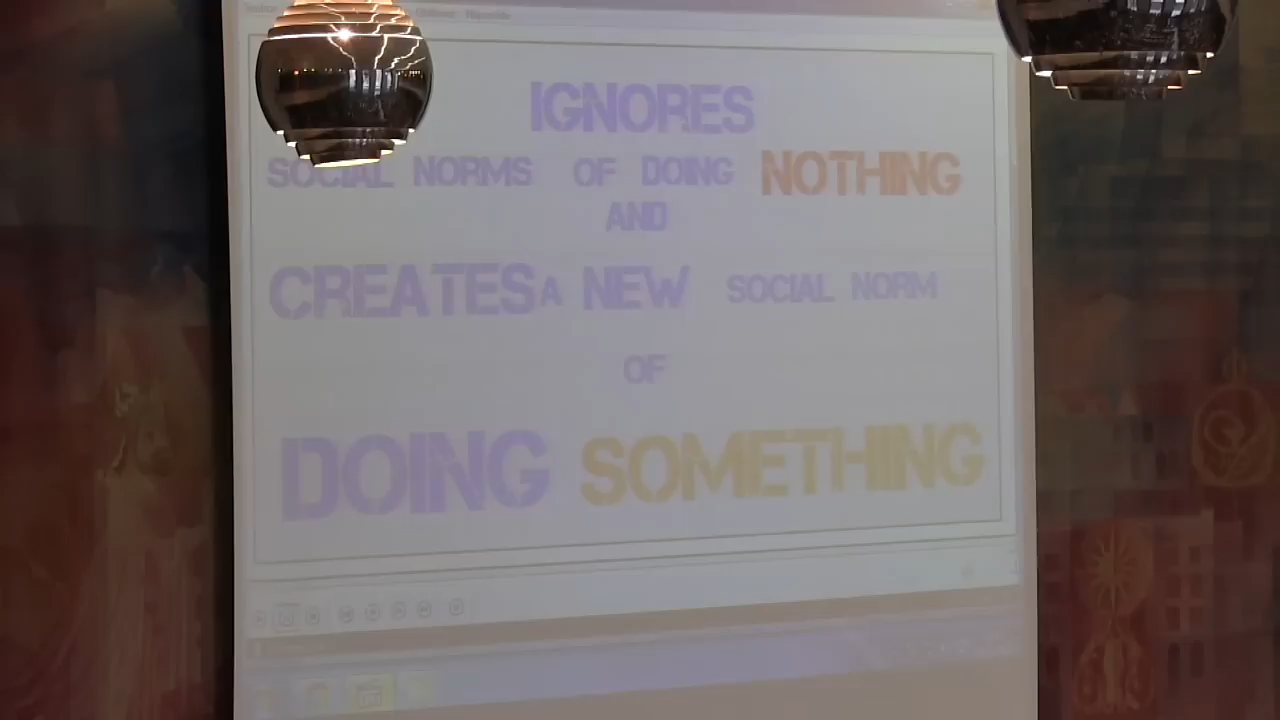 IGNORES
SOCIAL NORMS OF DOING NOTHING
AND
CREATES A NEW SOCIAL NORM
OF
DOING SOMETHING